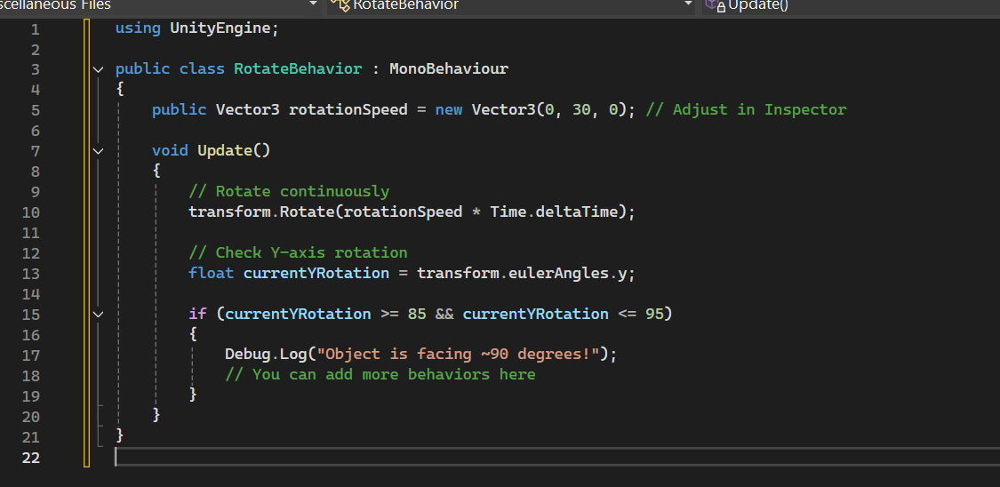 scellaneous Files RotateBehavior Update()
1 using UnityEngine;
2
3 public class RotateBehavior : MonoBehaviour
4 {
5 public Vector3 rotationSpeed = new Vector3(0, 30, 0); // Adjust in Inspector
6
7 void Update()
8 {
9 // Rotate continuously
10 transform.Rotate(rotationSpeed * Time.deltaTime);
11
12 // Check Y-axis rotation
13 float currentYRotation = transform.eulerAngles.y;
14
15 if (currentYRotation >= 85 && currentYRotation <= 95)
16 {
17 Debug.Log("Object is facing ~90 degrees!");
18 // You can add more behaviors here
19 }
20 }
21 }
22